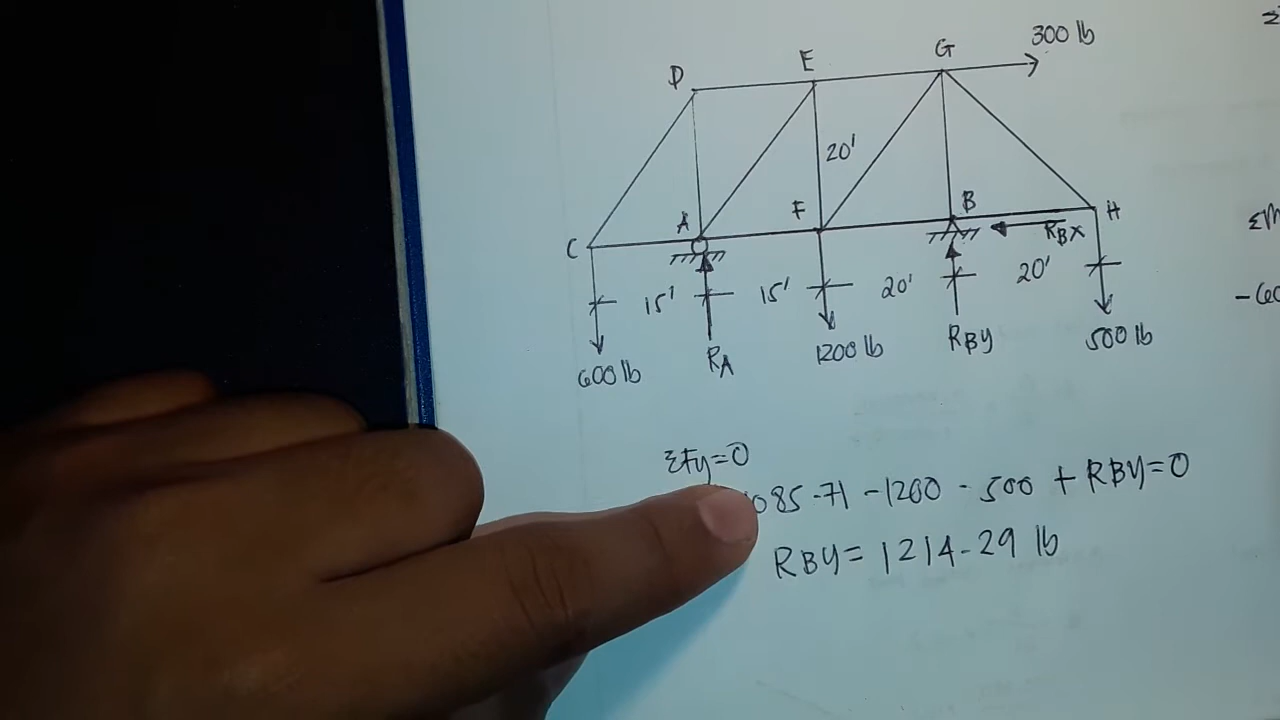 300 lb
D E G
20'
C A F B H
RBX
15' 15' 20' 20'
600 lb RA 1200 lb RBY 500 lb
ΣFy=0
085.71 -1200 - 500 + RBY=0
RBY= 1214.29 lb
ΣM